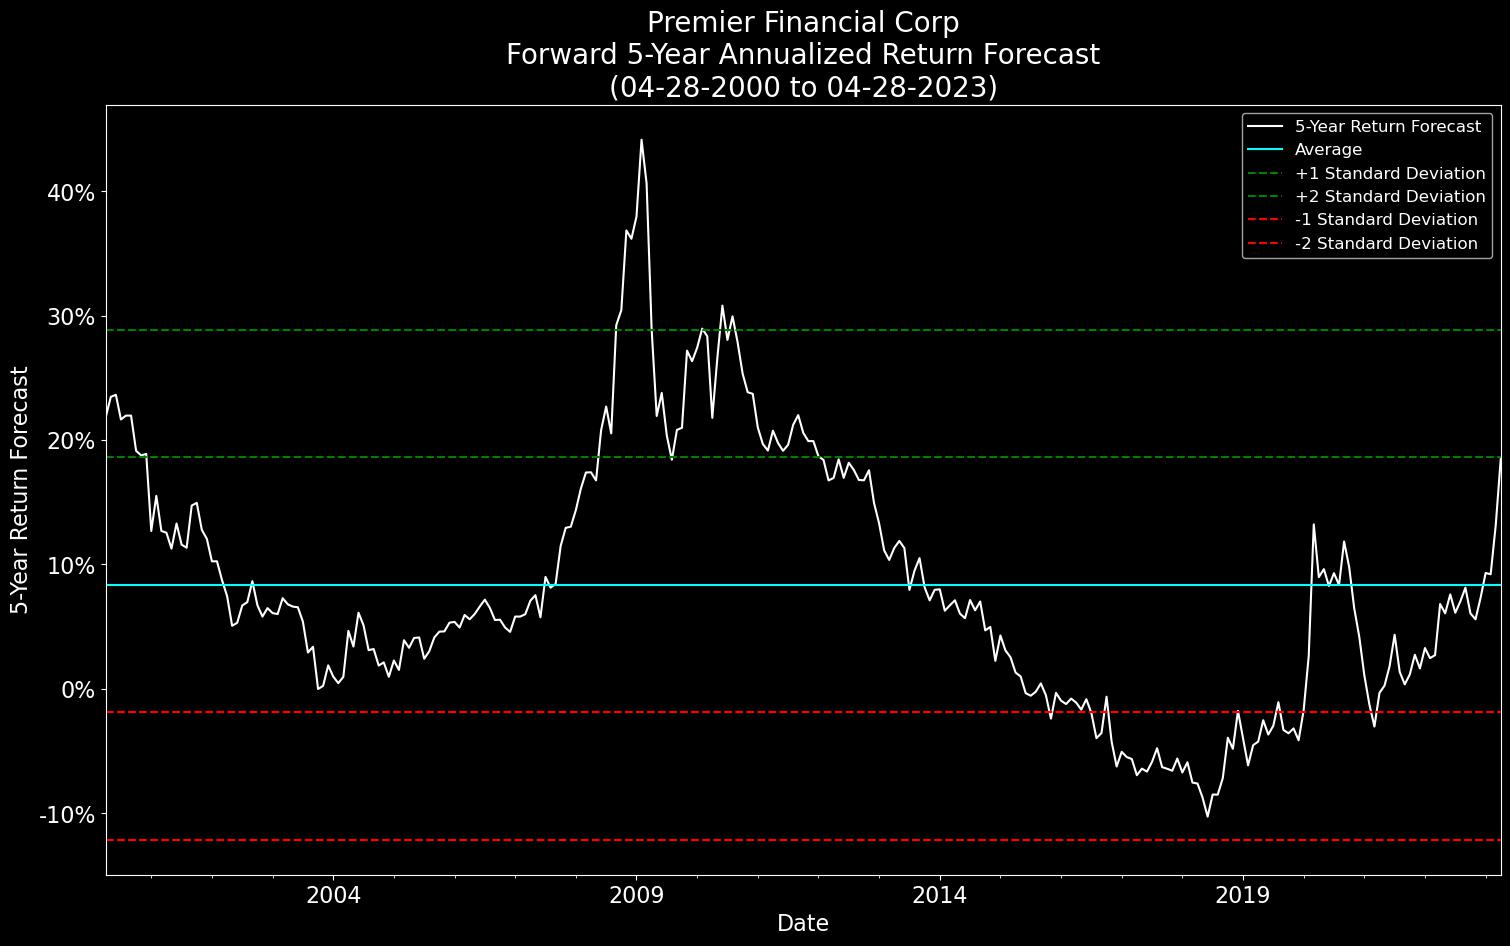 Premier Financial Corp
Forward 5-Year Annualized Return Forecast
(04-28-2000 to 04-28-2023)
5-Year Return Forecast
Average
+1 Standard Deviation
+2 Standard Deviation
-1 Standard Deviation
-2 Standard Deviation
40%
30%
20%
10%
0%
-10%
5-Year Return Forecast
2004
2009
2014
2019
Date